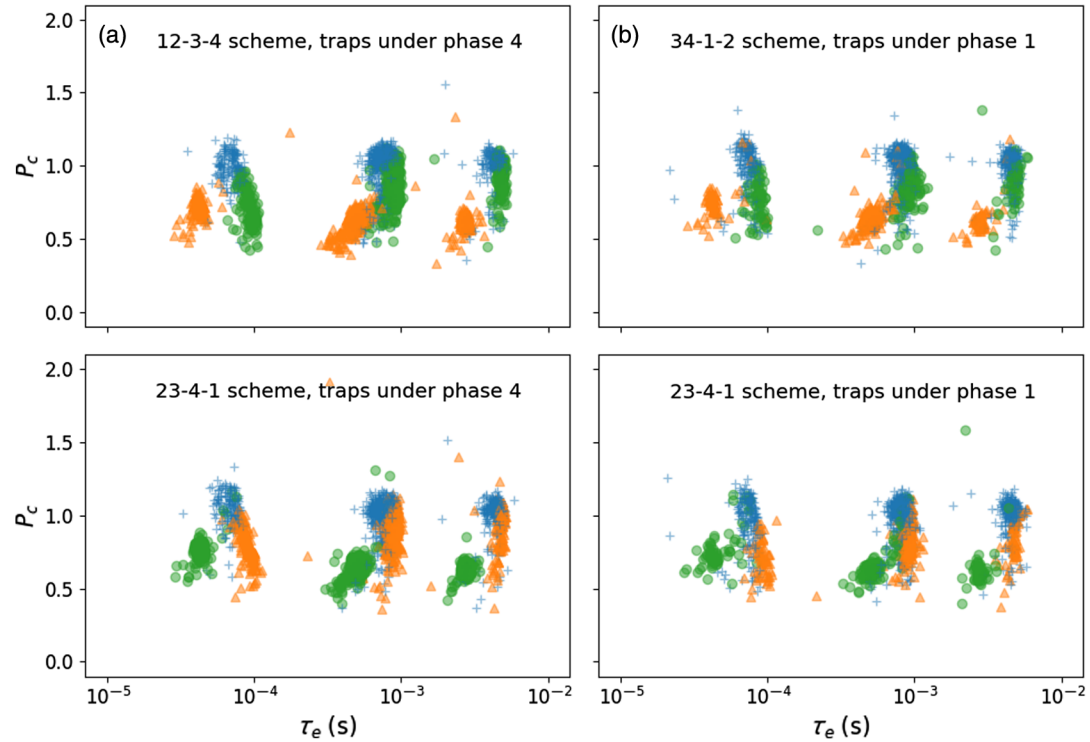 (a) 12-3-4 scheme, traps under phase 4
(b) 34-1-2 scheme, traps under phase 1
2.0
1.5
1.0
0.5
0.0
P_c
23-4-1 scheme, traps under phase 4
23-4-1 scheme, traps under phase 1
2.0
1.5
1.0
0.5
0.0
P_c
10⁻⁵ 10⁻⁴ 10⁻³ 10⁻²
10⁻⁵ 10⁻⁴ 10⁻³ 10⁻²
τ_e (s)
τ_e (s)